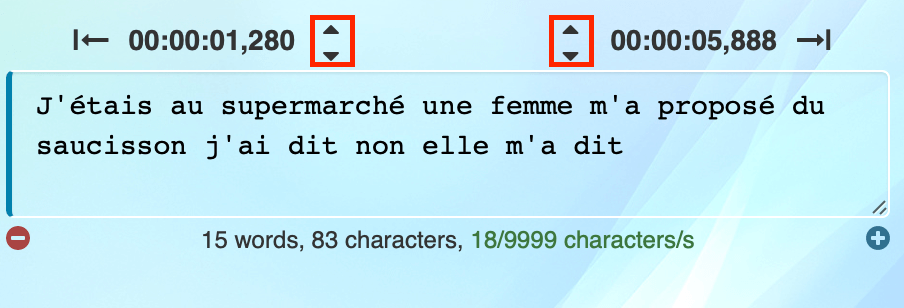 00:00:01,280 00:00:05,888
J'étais au supermarché une femme m'a proposé du
saucisson j'ai dit non elle m'a dit
15 words, 83 characters, 18/9999 characters/s